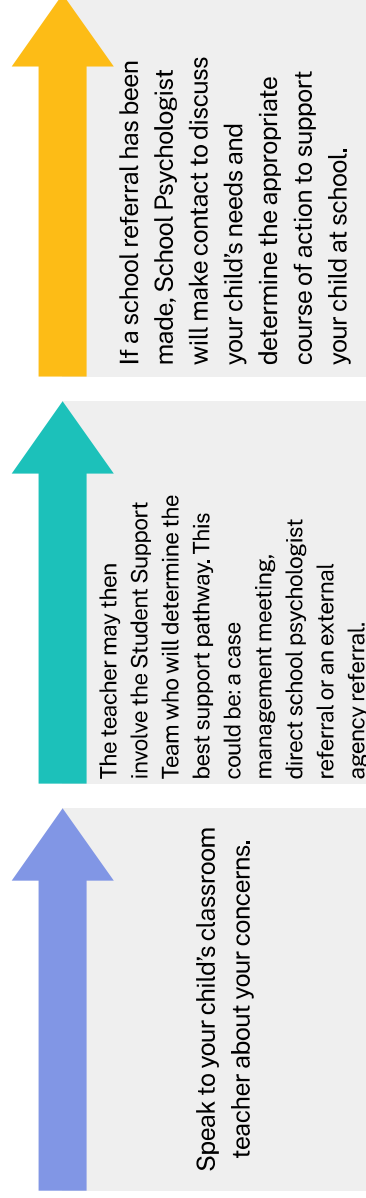 Speak to your child's classroom
teacher about your concerns.
The teacher may then
involve the Student Support
Team who will determine the
best support pathway. This
could be: a case
management meeting,
direct school psychologist
referral or an external
agency referral.
If a school referral has been
made, School Psychologist
will make contact to discuss
your child's needs and
determine the appropriate
course of action to support
your child at school.